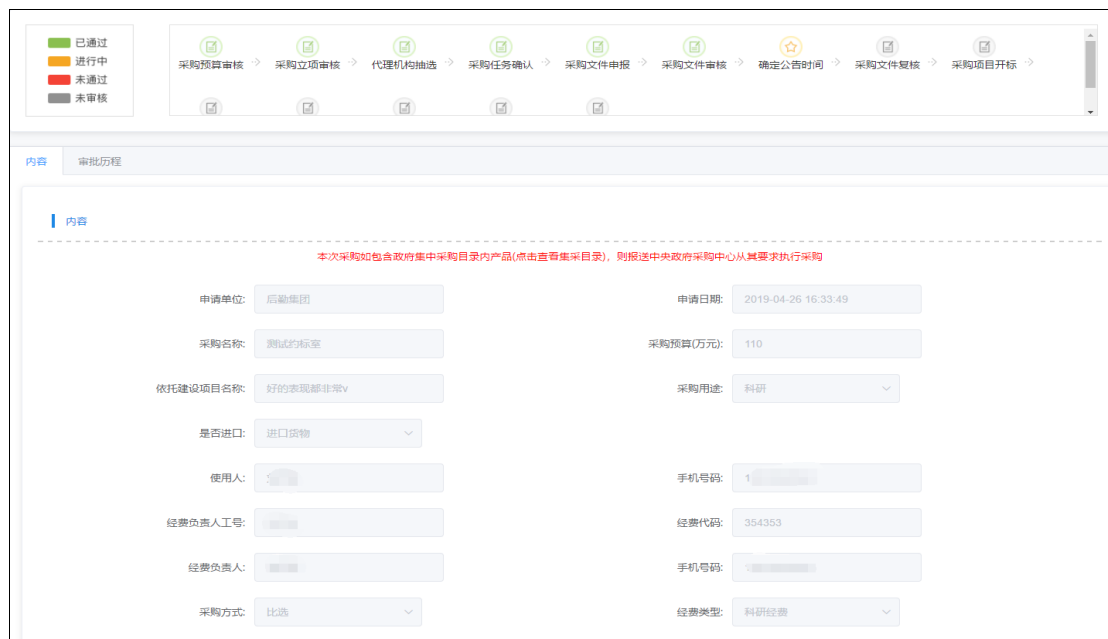 已通过
进行中
未通过
未审核
采购预算审核 采购立项审核 代理机构抽选 采购任务确认 采购文件申报 采购文件审核 确定公告时间 采购文件复核 采购项目开标
内容 审批历程
内容
本次采购如包含政府集中采购目录内产品(点击查看集采目录)，则报送中央政府采购中心从其要求执行采购
申请单位: 后勤集团 申请日期: 2019-04-26 16:33:49
采购名称: 测试约标室 采购预算(万元): 110
依托建设项目名称: 好的表现都非常v 采购用途: 科研
是否进口: 进口货物
使用人: 手机号码: 1
经费负责人工号: 经费代码: 354353
经费负责人: 手机号码:
采购方式: 比选 经费类型: 科研经费